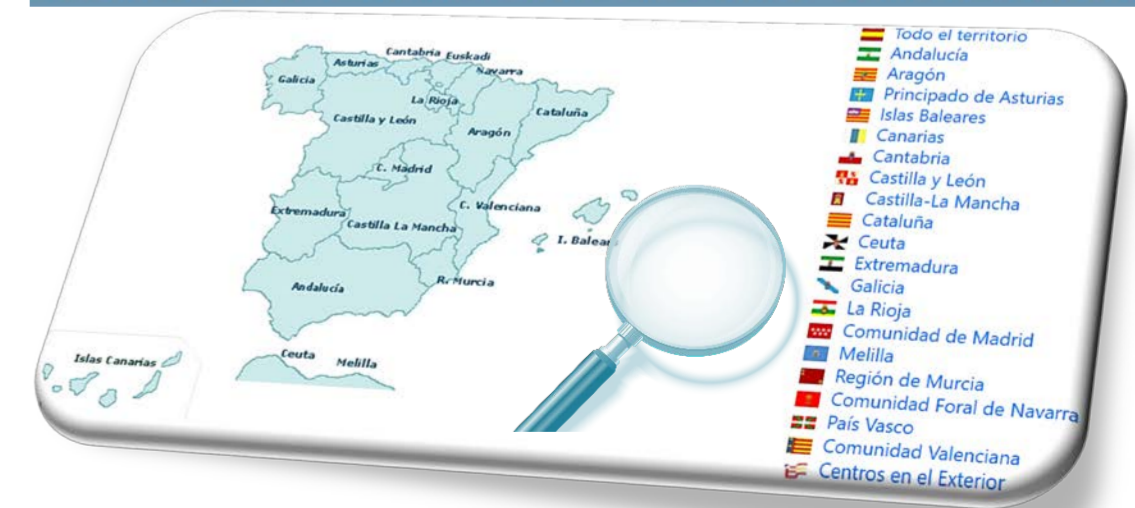 Cantabria Euskadi
Asturias
Navarra
Galicia
La Rioja
Cataluña
Castilla y León
Aragón
C. Madrid
C. Valenciana
Extremadura
Castilla La Mancha
I. Balear
R. Murcia
Andalucía
Ceuta
Melilla
Islas Canarias
Todo el territorio
Andalucía
Aragón
Principado de Asturias
Islas Baleares
Canarias
Cantabria
Castilla y León
Castilla-La Mancha
Cataluña
Ceuta
Extremadura
Galicia
La Rioja
Comunidad de Madrid
Melilla
Región de Murcia
Comunidad Foral de Navarra
País Vasco
Comunidad Valenciana
Centros en el Exterior